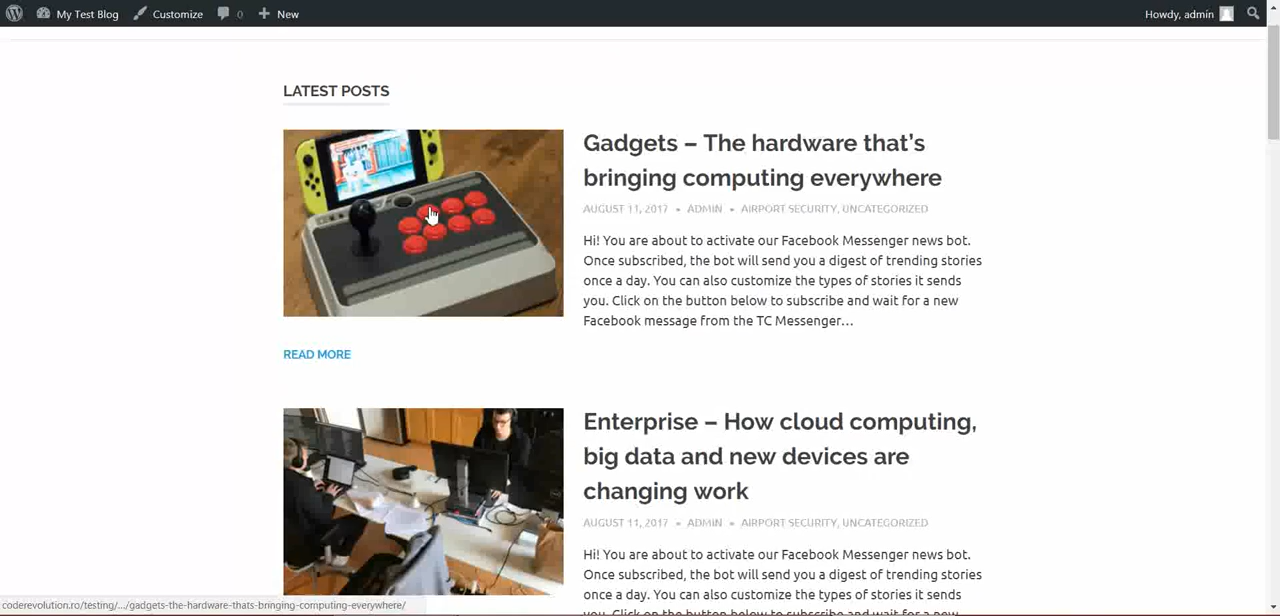 My Test Blog Customize 0 New Howdy, admin
LATEST POSTS
Gadgets – The hardware that's
bringing computing everywhere
AUGUST 11, 2017 • ADMIN • AIRPORT SECURITY, UNCATEGORIZED
Hi! You are about to activate our Facebook Messenger news bot.
Once subscribed, the bot will send you a digest of trending stories
once a day. You can also customize the types of stories it sends
you. Click on the button below to subscribe and wait for a new
Facebook message from the TC Messenger…
READ MORE
Enterprise – How cloud computing,
big data and new devices are
changing work
AUGUST 11, 2017 • ADMIN • AIRPORT SECURITY, UNCATEGORIZED
Hi! You are about to activate our Facebook Messenger news bot.
Once subscribed, the bot will send you a digest of trending stories
once a day. You can also customize the types of stories it sends
coderevolution.ro/testing/.../gadgets-the-hardware-thats-bringing-computing-everywhere/